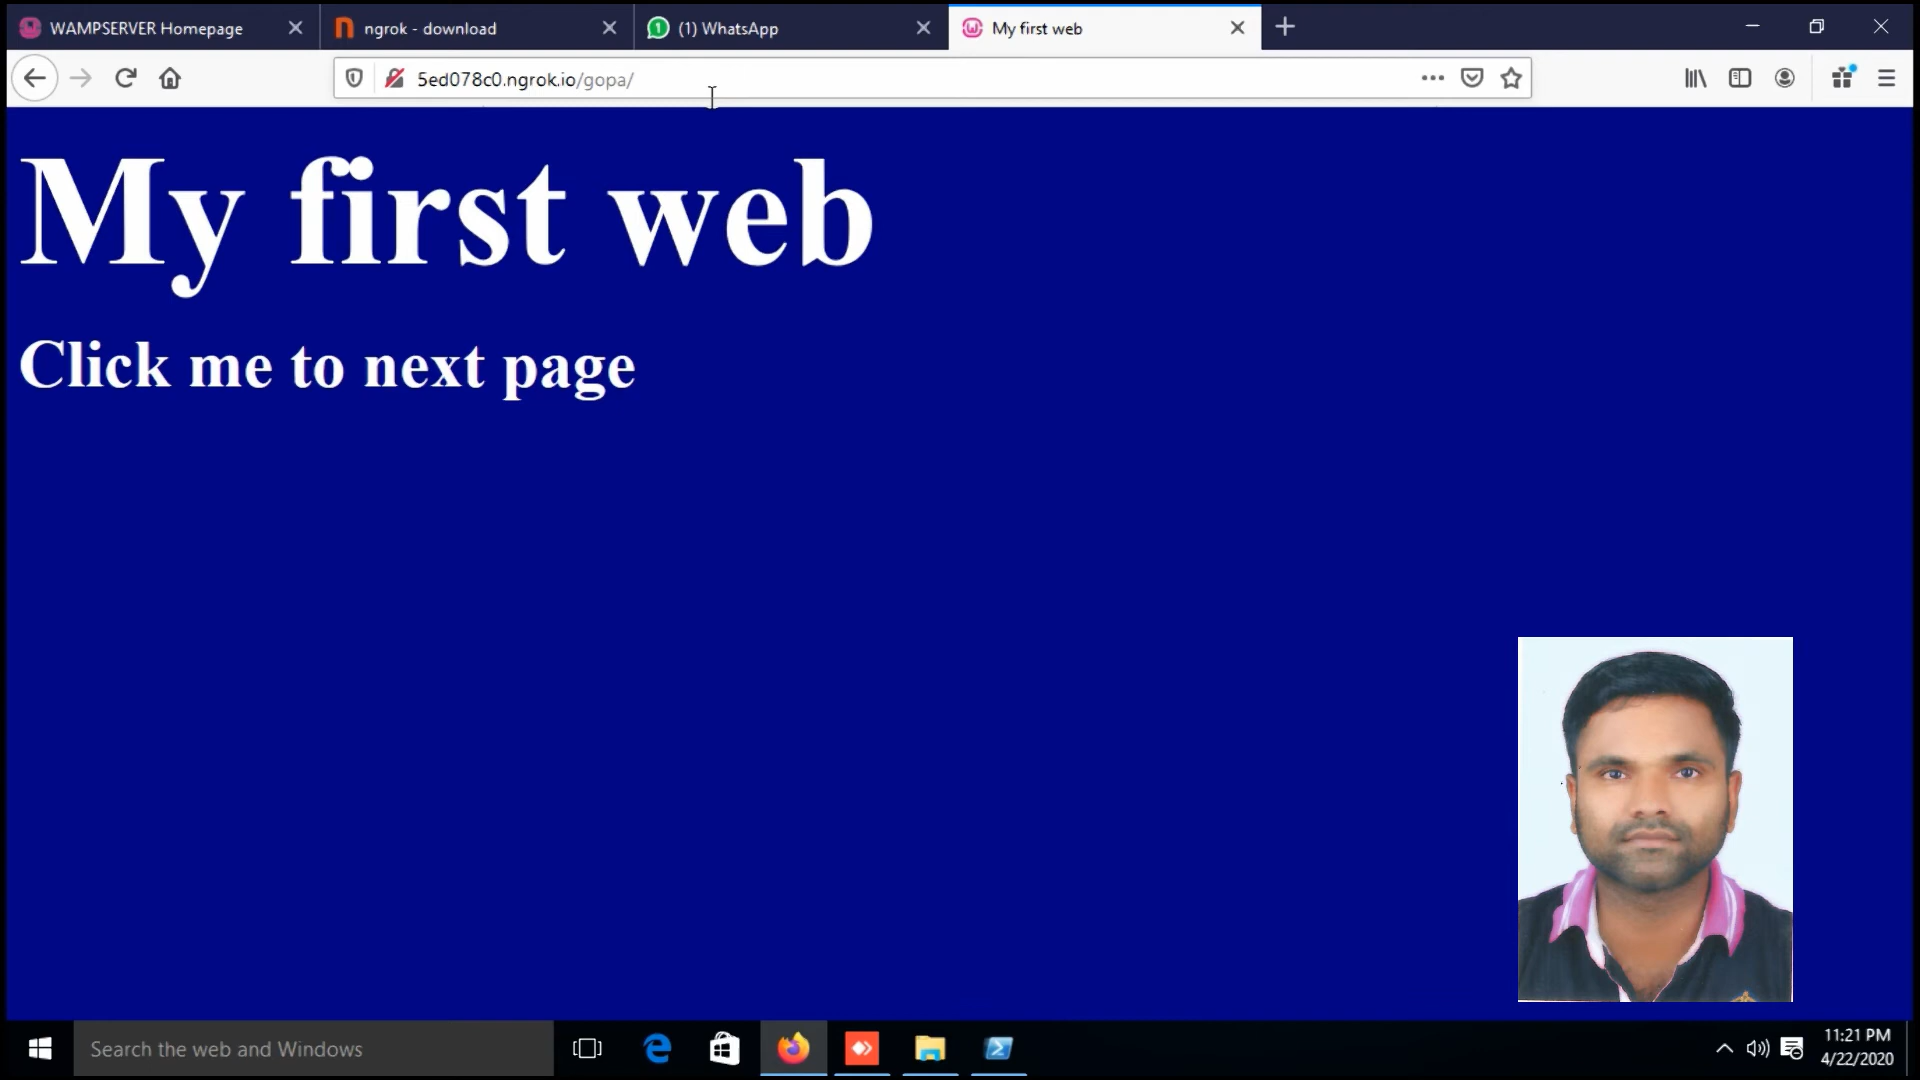 WAMPSERVER Homepage
ngrok - download
(1) WhatsApp
My first web
5ed078c0.ngrok.io/gopa/
My first web
Click me to next page
Search the web and Windows
11:21 PM
4/22/2020